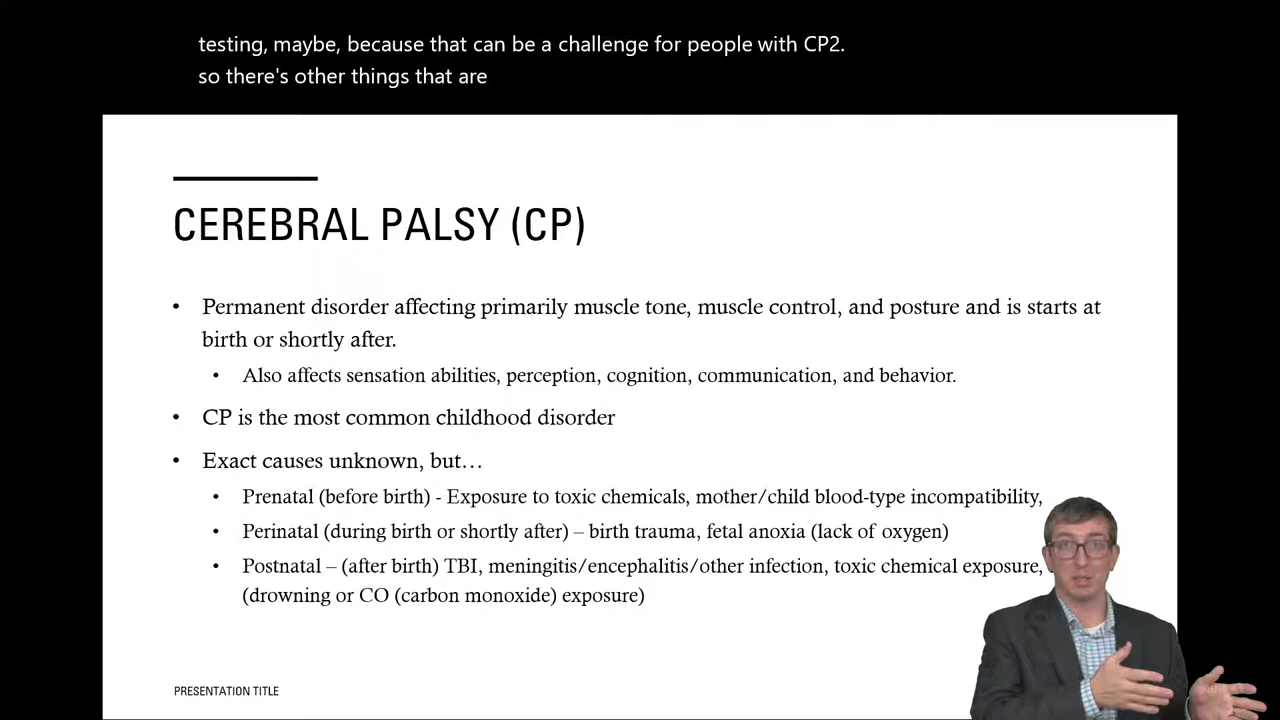 testing, maybe, because that can be a challenge for people with CP2.
so there's other things that are
CEREBRAL PALSY (CP)
• Permanent disorder affecting primarily muscle tone, muscle control, and posture and is starts at
birth or shortly after.
• Also affects sensation abilities, perception, cognition, communication, and behavior.
• CP is the most common childhood disorder
• Exact causes unknown, but…
• Prenatal (before birth) - Exposure to toxic chemicals, mother/child blood-type incompatibility,
• Perinatal (during birth or shortly after) – birth trauma, fetal anoxia (lack of oxygen)
• Postnatal – (after birth) TBI, meningitis/encephalitis/other infection, toxic chemical exposure,
(drowning or CO (carbon monoxide) exposure)
PRESENTATION TITLE